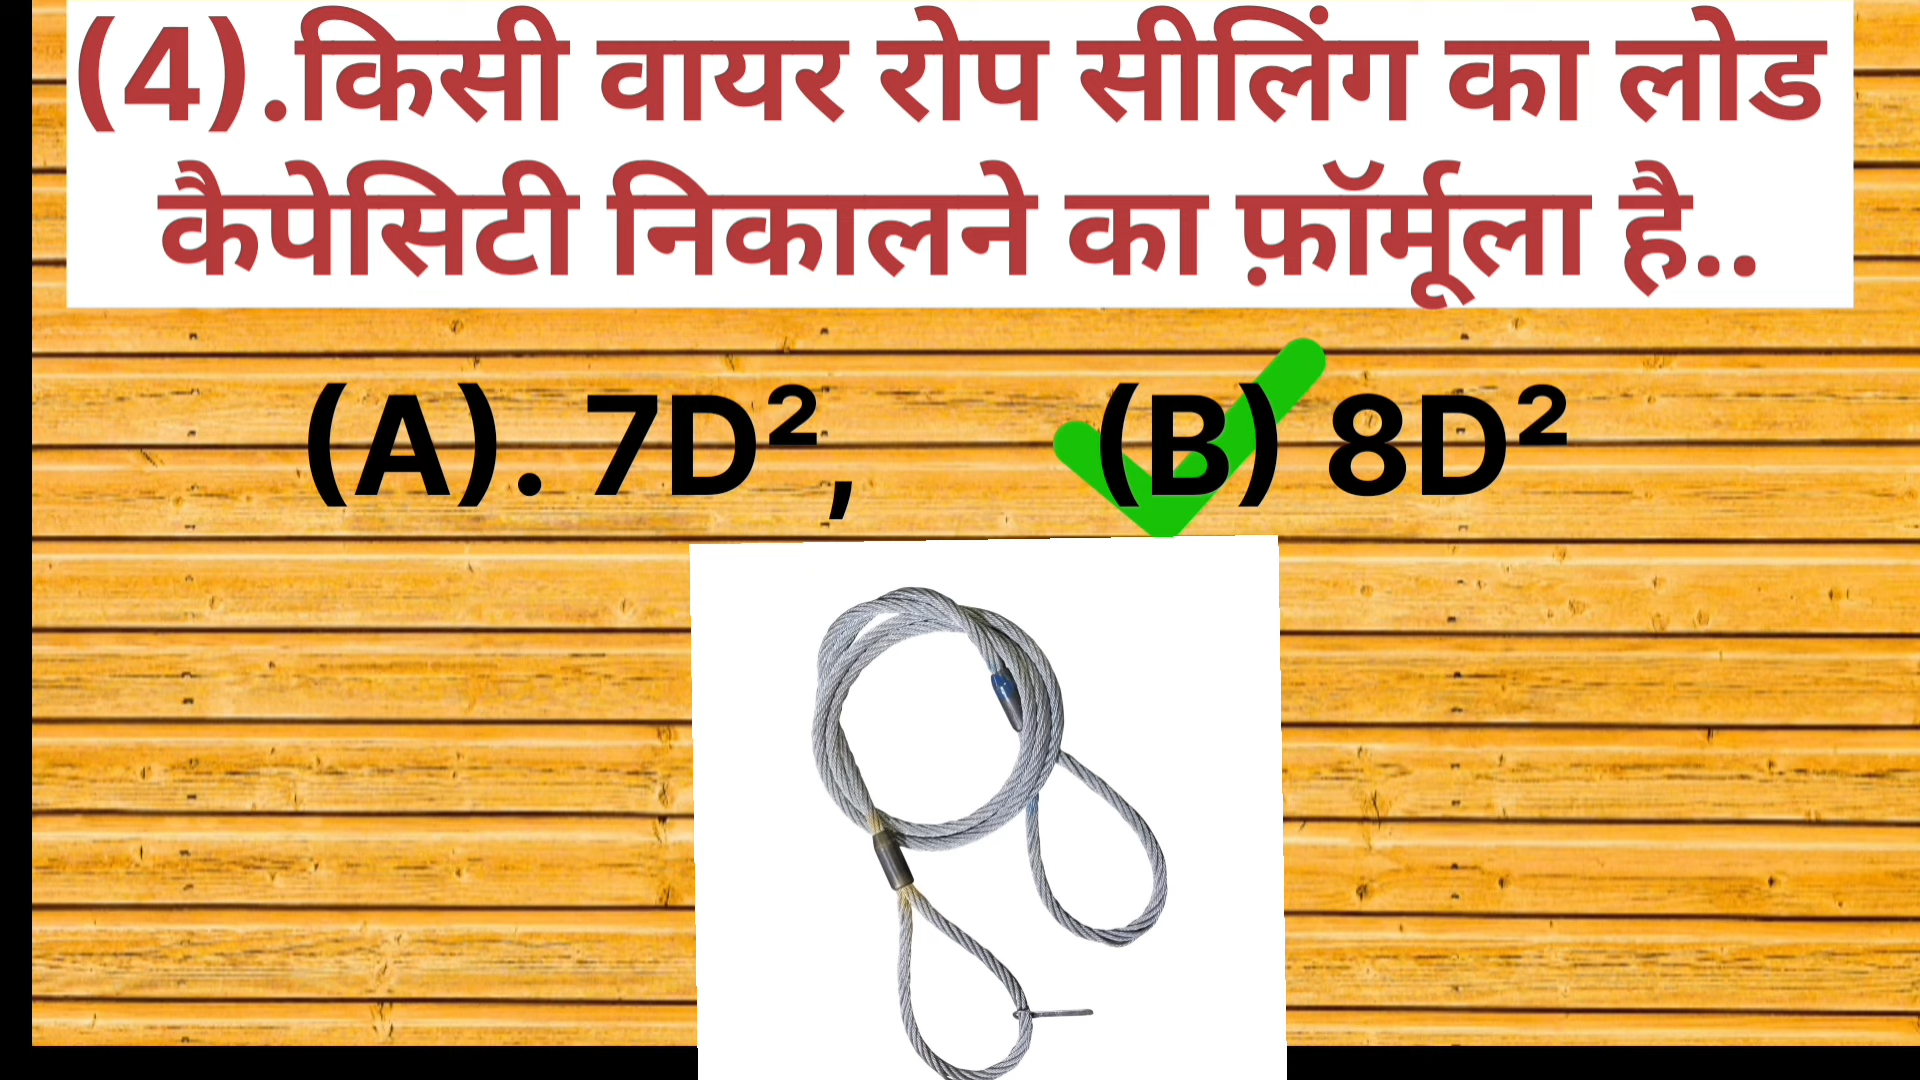 (4).किसी वायर रोप सीलिंग का लोड
कैपेसिटी निकालने का फ़ॉर्मूला है..
(A). 7D², (B) 8D²